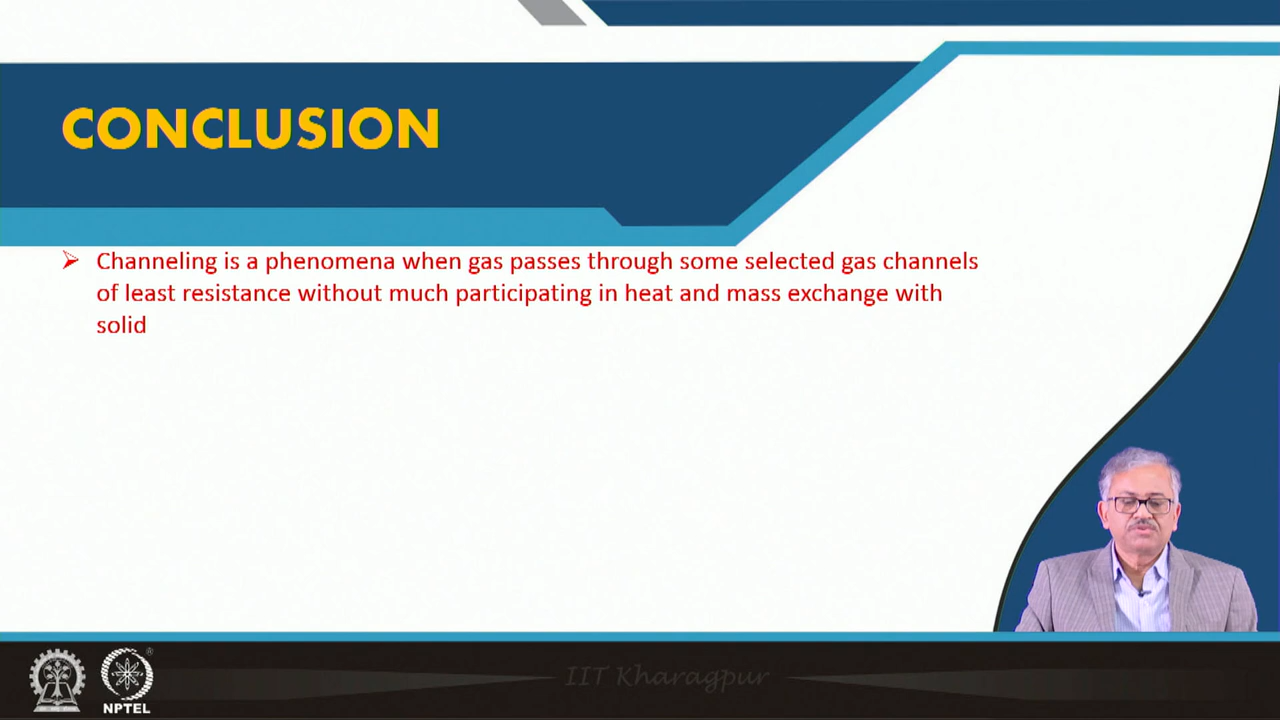 CONCLUSION
➢ Channeling is a phenomena when gas passes through some selected gas channels
of least resistance without much participating in heat and mass exchange with
solid
IIT Kharagpur
®
NPTEL